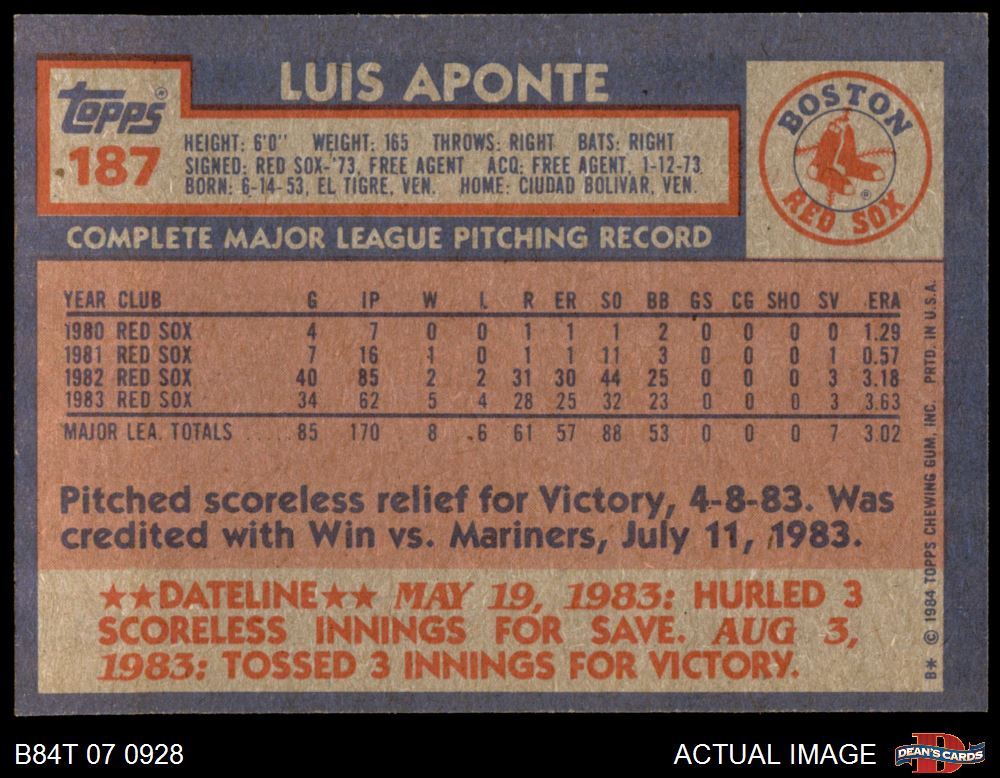 LUIS APONTE
Topps®
187
HEIGHT: 6'0" WEIGHT: 165 THROWS: RIGHT BATS: RIGHT
SIGNED: RED SOX-'73, FREE AGENT ACQ: FREE AGENT, 1-12-73
BORN: 6-14-53, EL TIGRE, VEN. HOME: CIUDAD BOLIVAR, VEN.
BOSTON
RED SOX
®
COMPLETE MAJOR LEAGUE PITCHING RECORD
YEAR CLUB G IP W L R ER SO BB GS CG SHO SV ERA
1980 RED SOX 4 7 0 0 1 1 1 2 0 0 0 0 1.29
1981 RED SOX 7 16 1 0 1 1 11 3 0 0 0 1 0.57
1982 RED SOX 40 85 2 2 31 30 44 25 0 0 0 3 3.18
1983 RED SOX 34 62 5 4 28 25 32 23 0 0 0 3 3.63
MAJOR LEA. TOTALS 85 170 8 6 61 57 88 53 0 0 0 7 3.02
Pitched scoreless relief for Victory, 4-8-83. Was
credited with Win vs. Mariners, July 11, 1983.
★★DATELINE★★ MAY 19, 1983: HURLED 3
SCORELESS INNINGS FOR SAVE. AUG 3,
1983: TOSSED 3 INNINGS FOR VICTORY.
B* © 1984 TOPPS CHEWING GUM, INC. PRTD. IN U.S.A.
B84T 07 0928
ACTUAL IMAGE
DEAN'S CARDS